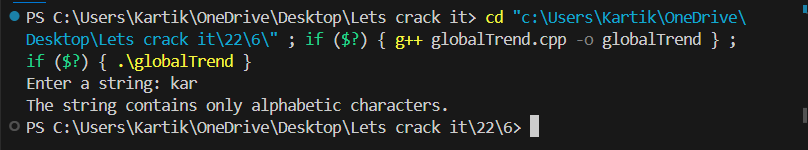 PS C:\Users\Kartik\OneDrive\Desktop\Lets crack it> cd "c:\Users\Kartik\OneDrive\
Desktop\Lets crack it\22\6\" ; if ($?) { g++ globalTrend.cpp -o globalTrend } ;
if ($?) { .\globalTrend }
Enter a string: kar
The string contains only alphabetic characters.
PS C:\Users\Kartik\OneDrive\Desktop\Lets crack it\22\6>